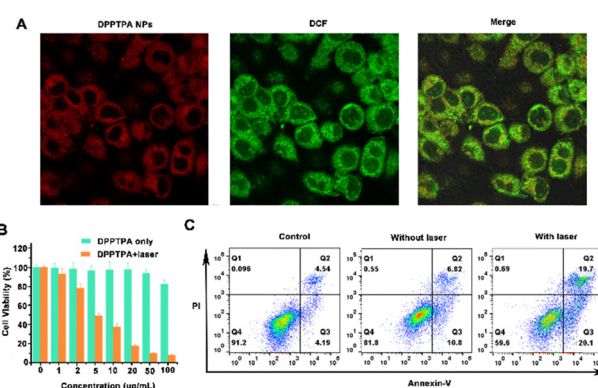 A
DPPTPA NPs
DCF
Merge
B
DPPTPA only
DPPTPA+laser
Cell Viability (%)
120
100
80
60
40
20
0
0 1 2 5 10 20 50 100
Concentration (μg/mL)
C
Control
Without laser
With laser
Q1
0.096
Q2
4.54
Q4
91.2
Q3
4.19
Q1
0.55
Q2
6.82
Q4
81.8
Q3
10.8
Q1
0.69
Q2
19.7
Q4
59.6
Q3
20.1
PI
Annexin-V